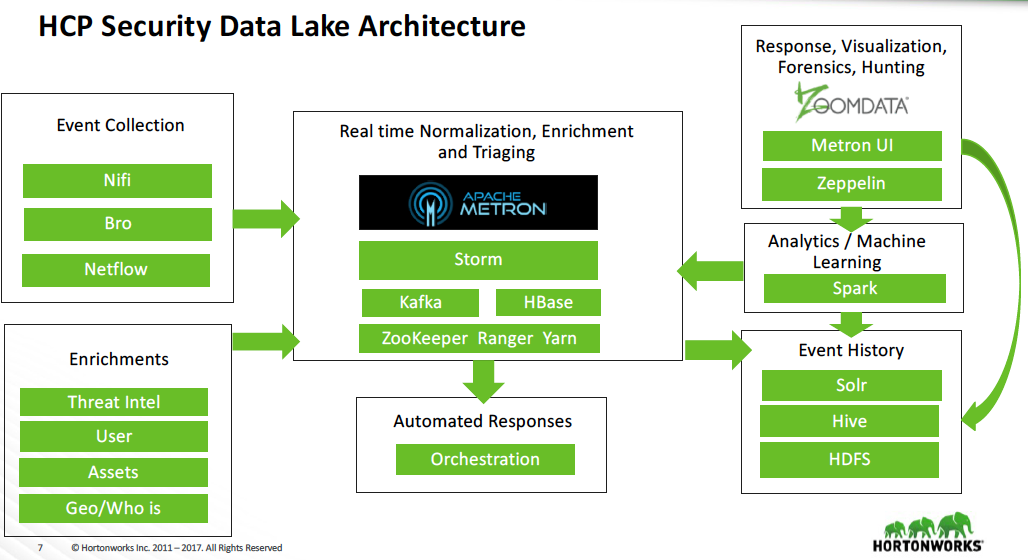 HCP Security Data Lake Architecture
Event Collection
Nifi
Bro
Netflow
Enrichments
Threat Intel
User
Assets
Geo/Who is
Real time Normalization, Enrichment
and Triaging
APACHE
METRON
Storm
Kafka
HBase
ZooKeeper Ranger Yarn
Automated Responses
Orchestration
Response, Visualization,
Forensics, Hunting
ZOOMDATA
Metron UI
Zeppelin
Analytics / Machine
Learning
Spark
Event History
Solr
Hive
HDFS
7 © Hortonworks Inc. 2011 – 2017. All Rights Reserved
HORTONWORKS